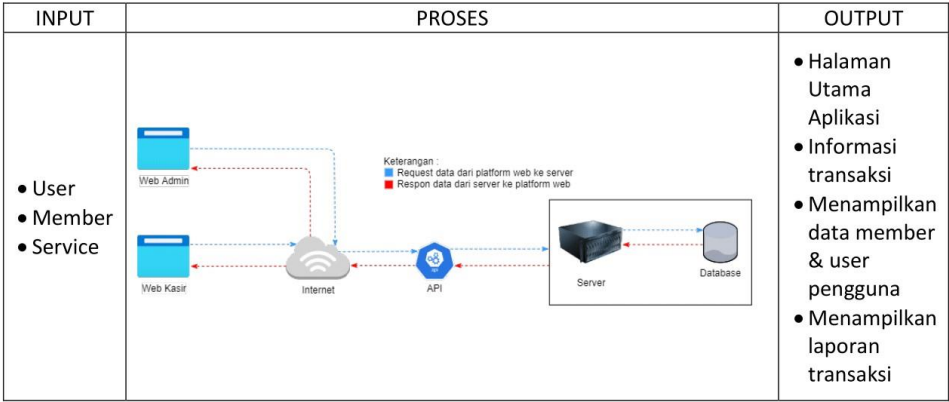 INPUT
PROSES
OUTPUT
• User
• Member
• Service
Web Admin
Keterangan :
Request data dari platform web ke server
Respon data dari server ke platform web
Web Kasir
Internet
API
Server
Database
• Halaman
Utama
Aplikasi
• Informasi
transaksi
• Menampilkan
data member
& user
pengguna
• Menampilkan
laporan
transaksi